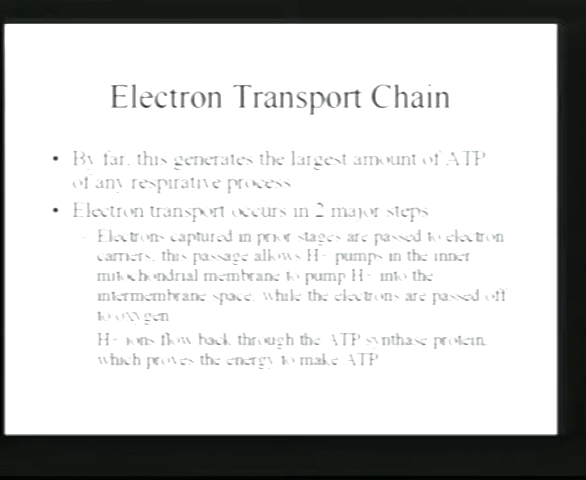 Electron Transport Chain
• By far, this generates the largest amount of ATP
of any respirative process
• Electron transport occurs in 2 major steps
– Electrons captured in prior stages are passed to electron
carriers, this passage allows H+ pumps in the inner
mitochondrial membrane to pump H+ into the
intermembrane space, while the electrons are passed off
to oxygen
H+ ions flow back through the ATP synthase protein,
which proves the energy to make ATP